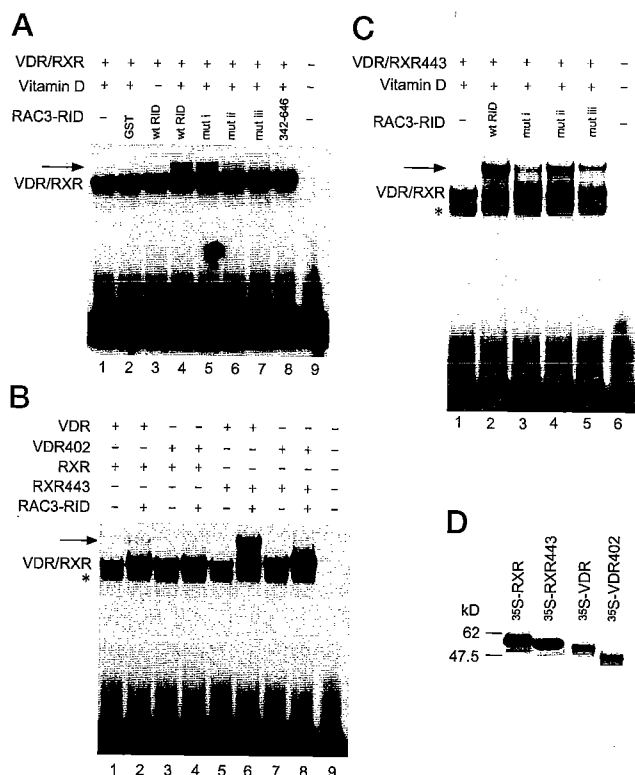 A
VDR/RXR + + + + + + + + –
Vitamin D + + – + + + + + –
RAC3-RID – GST wt RID wt RID mut i mut ii mut iii 342-646 –
VDR/RXR
1 2 3 4 5 6 7 8 9
B
VDR + + – – + + – – –
VDR402 – – + + – – + + –
RXR + + + + – – – – –
RXR443 – – – – + + + + –
RAC3-RID – + – + – + – + –
VDR/RXR
*
1 2 3 4 5 6 7 8 9
C
VDR/RXR443 + + + + + –
Vitamin D + + + + + –
RAC3-RID – wt RID mut i mut ii mut iii –
VDR/RXR
*
1 2 3 4 5 6
D
kD ³⁵S-RXR ³⁵S-RXR443 ³⁵S-VDR ³⁵S-VDR402
62
47.5